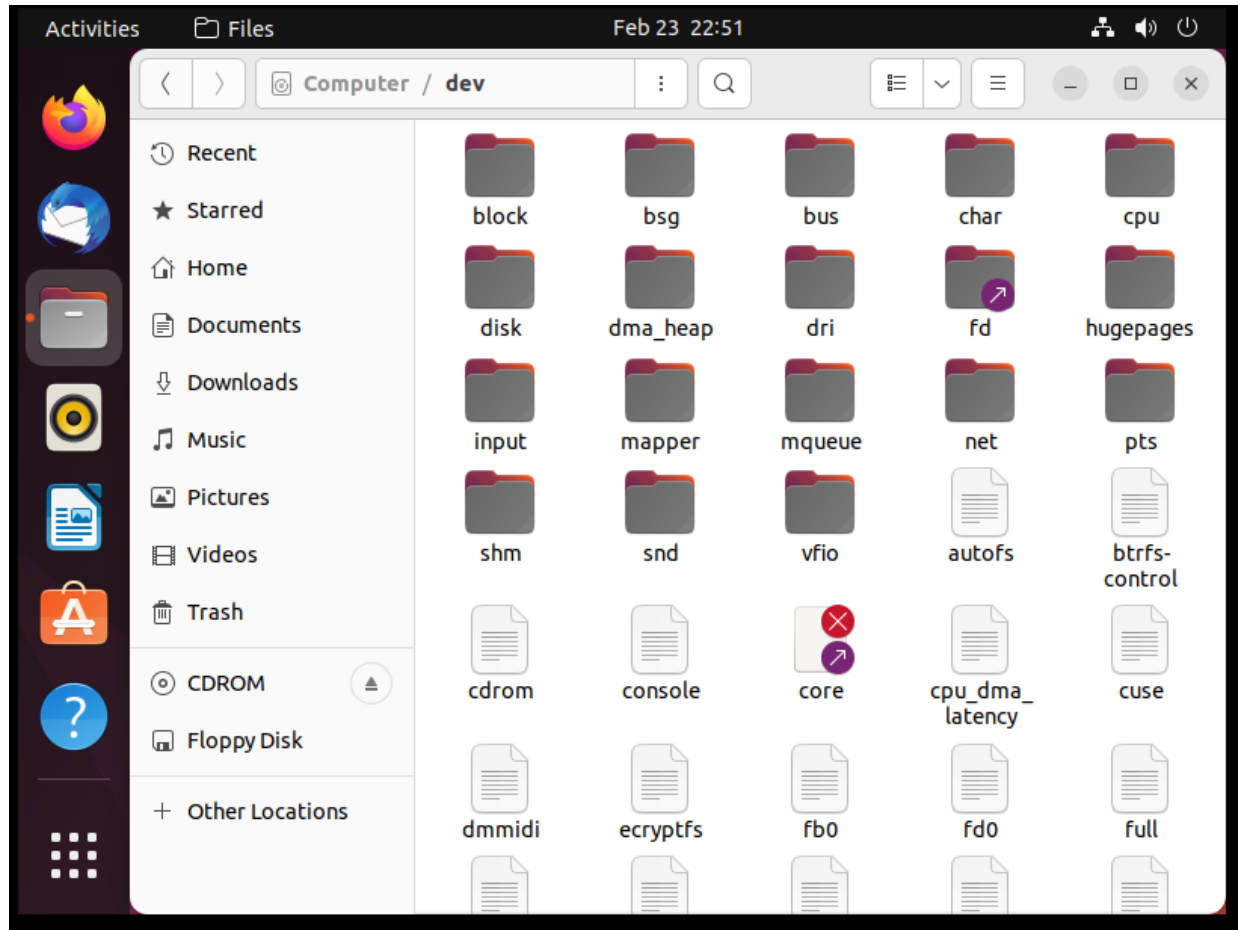 Activities Files Feb 23 22:51
Computer / dev
Recent
Starred
Home
Documents
Downloads
Music
Pictures
Videos
Trash
CDROM
Floppy Disk
Other Locations
block bsg bus char cpu
disk dma_heap dri fd hugepages
input mapper mqueue net pts
shm snd vfio autofs btrfs-
control
cdrom console core cpu_dma_ cuse
latency
dmmidi ecryptfs fb0 fd0 full